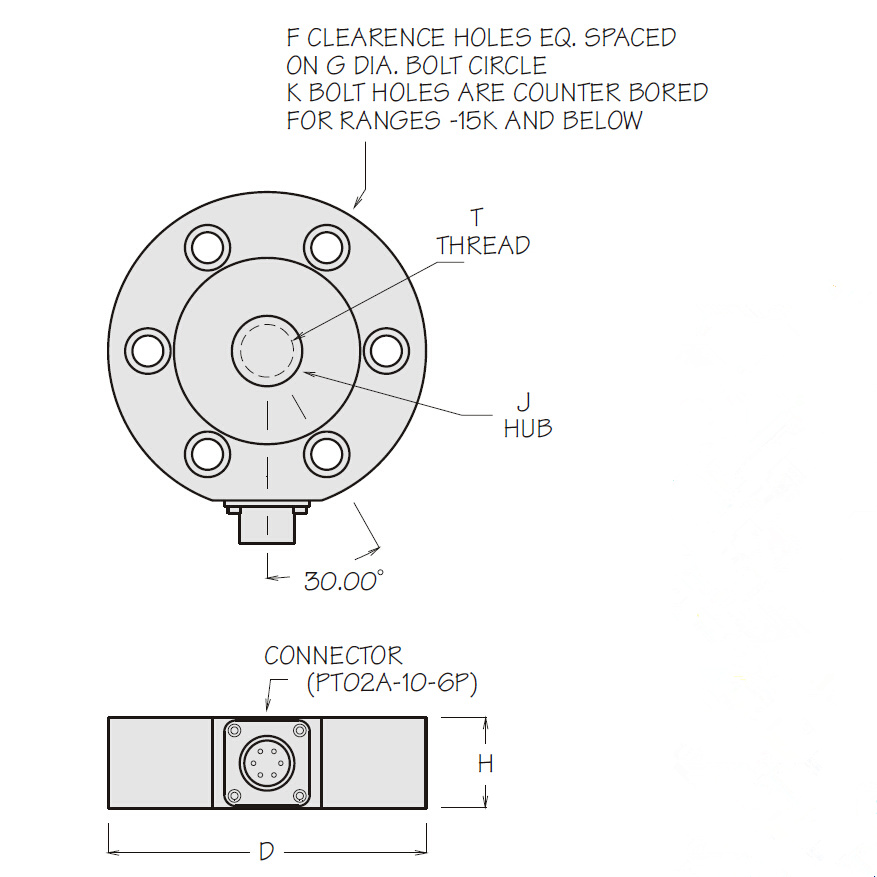 F CLEARENCE HOLES EQ. SPACED
ON G DIA. BOLT CIRCLE
K BOLT HOLES ARE COUNTER BORED
FOR RANGES -15K AND BELOW
T
THREAD
J
HUB
30.00°
CONNECTOR
(PT02A-10-6P)
H
D